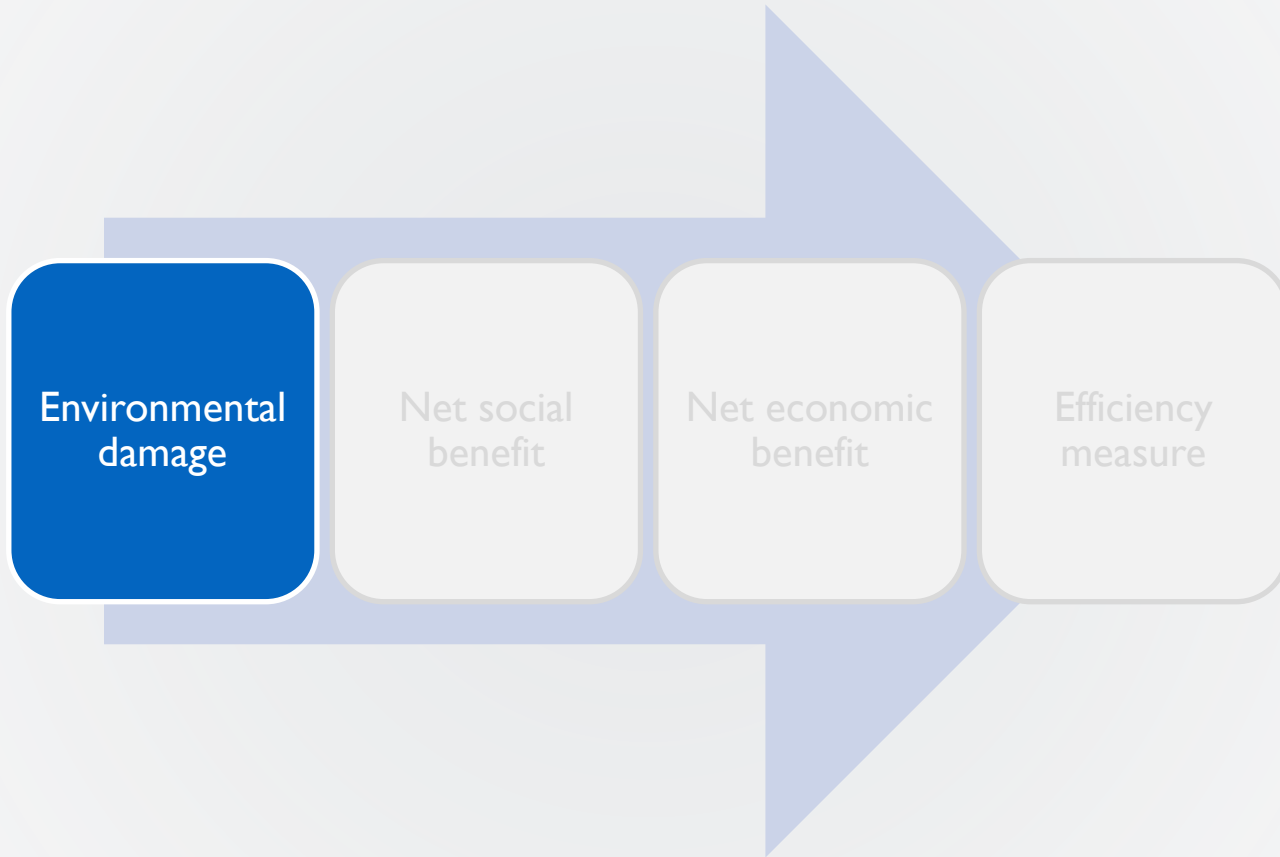 Environmental
damage
Net social
benefit
Net economic
benefit
Efficiency
measure